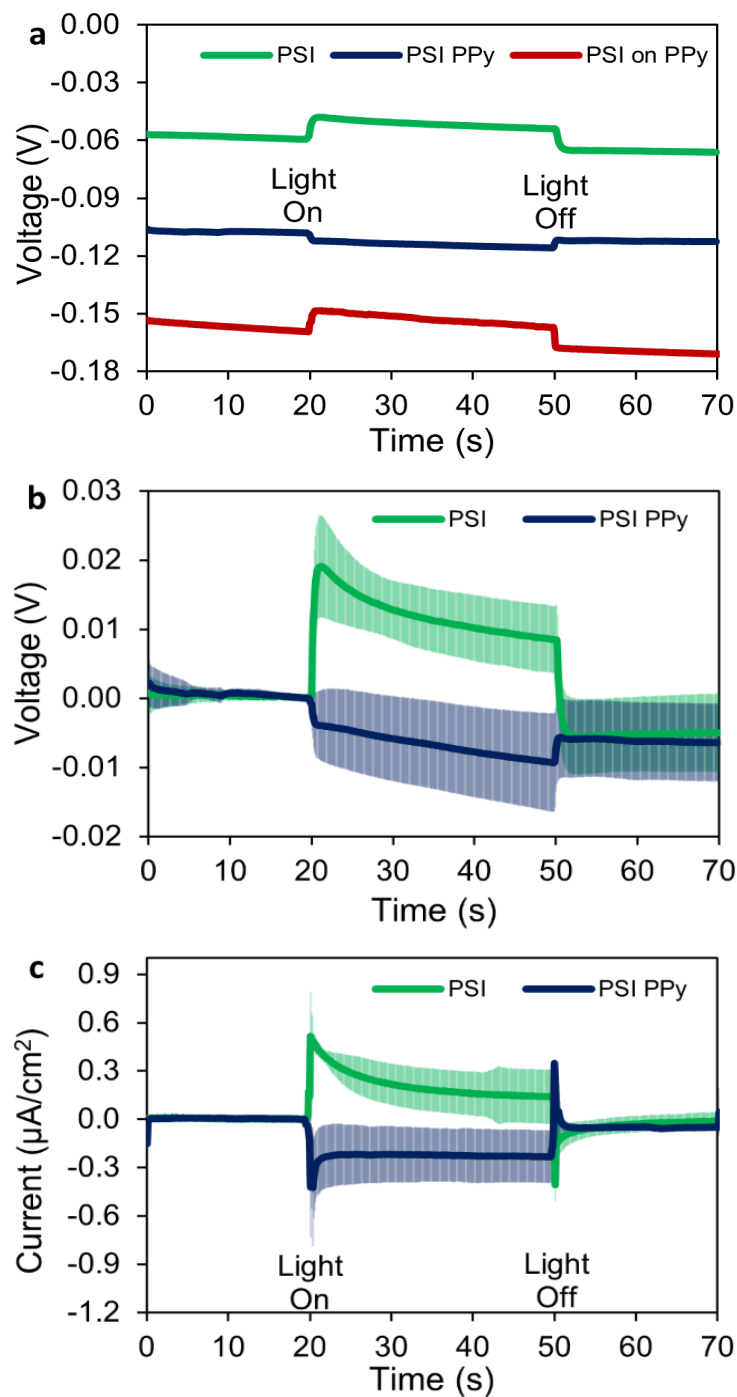 a
0.00
-0.03
-0.06
-0.09
-0.12
-0.15
-0.18
Voltage (V)
PSI PSI PPy PSI on PPy
Light
On
Light
Off
0 10 20 30 40 50 60 70
Time (s)
b
0.03
0.02
0.01
0.00
-0.01
-0.02
Voltage (V)
PSI PSI PPy
0 10 20 30 40 50 60 70
Time (s)
c
0.9
0.6
0.3
0.0
-0.3
-0.6
-0.9
-1.2
Current (µA/cm²)
PSI PSI PPy
Light
On
Light
Off
0 10 20 30 40 50 60 70
Time (s)